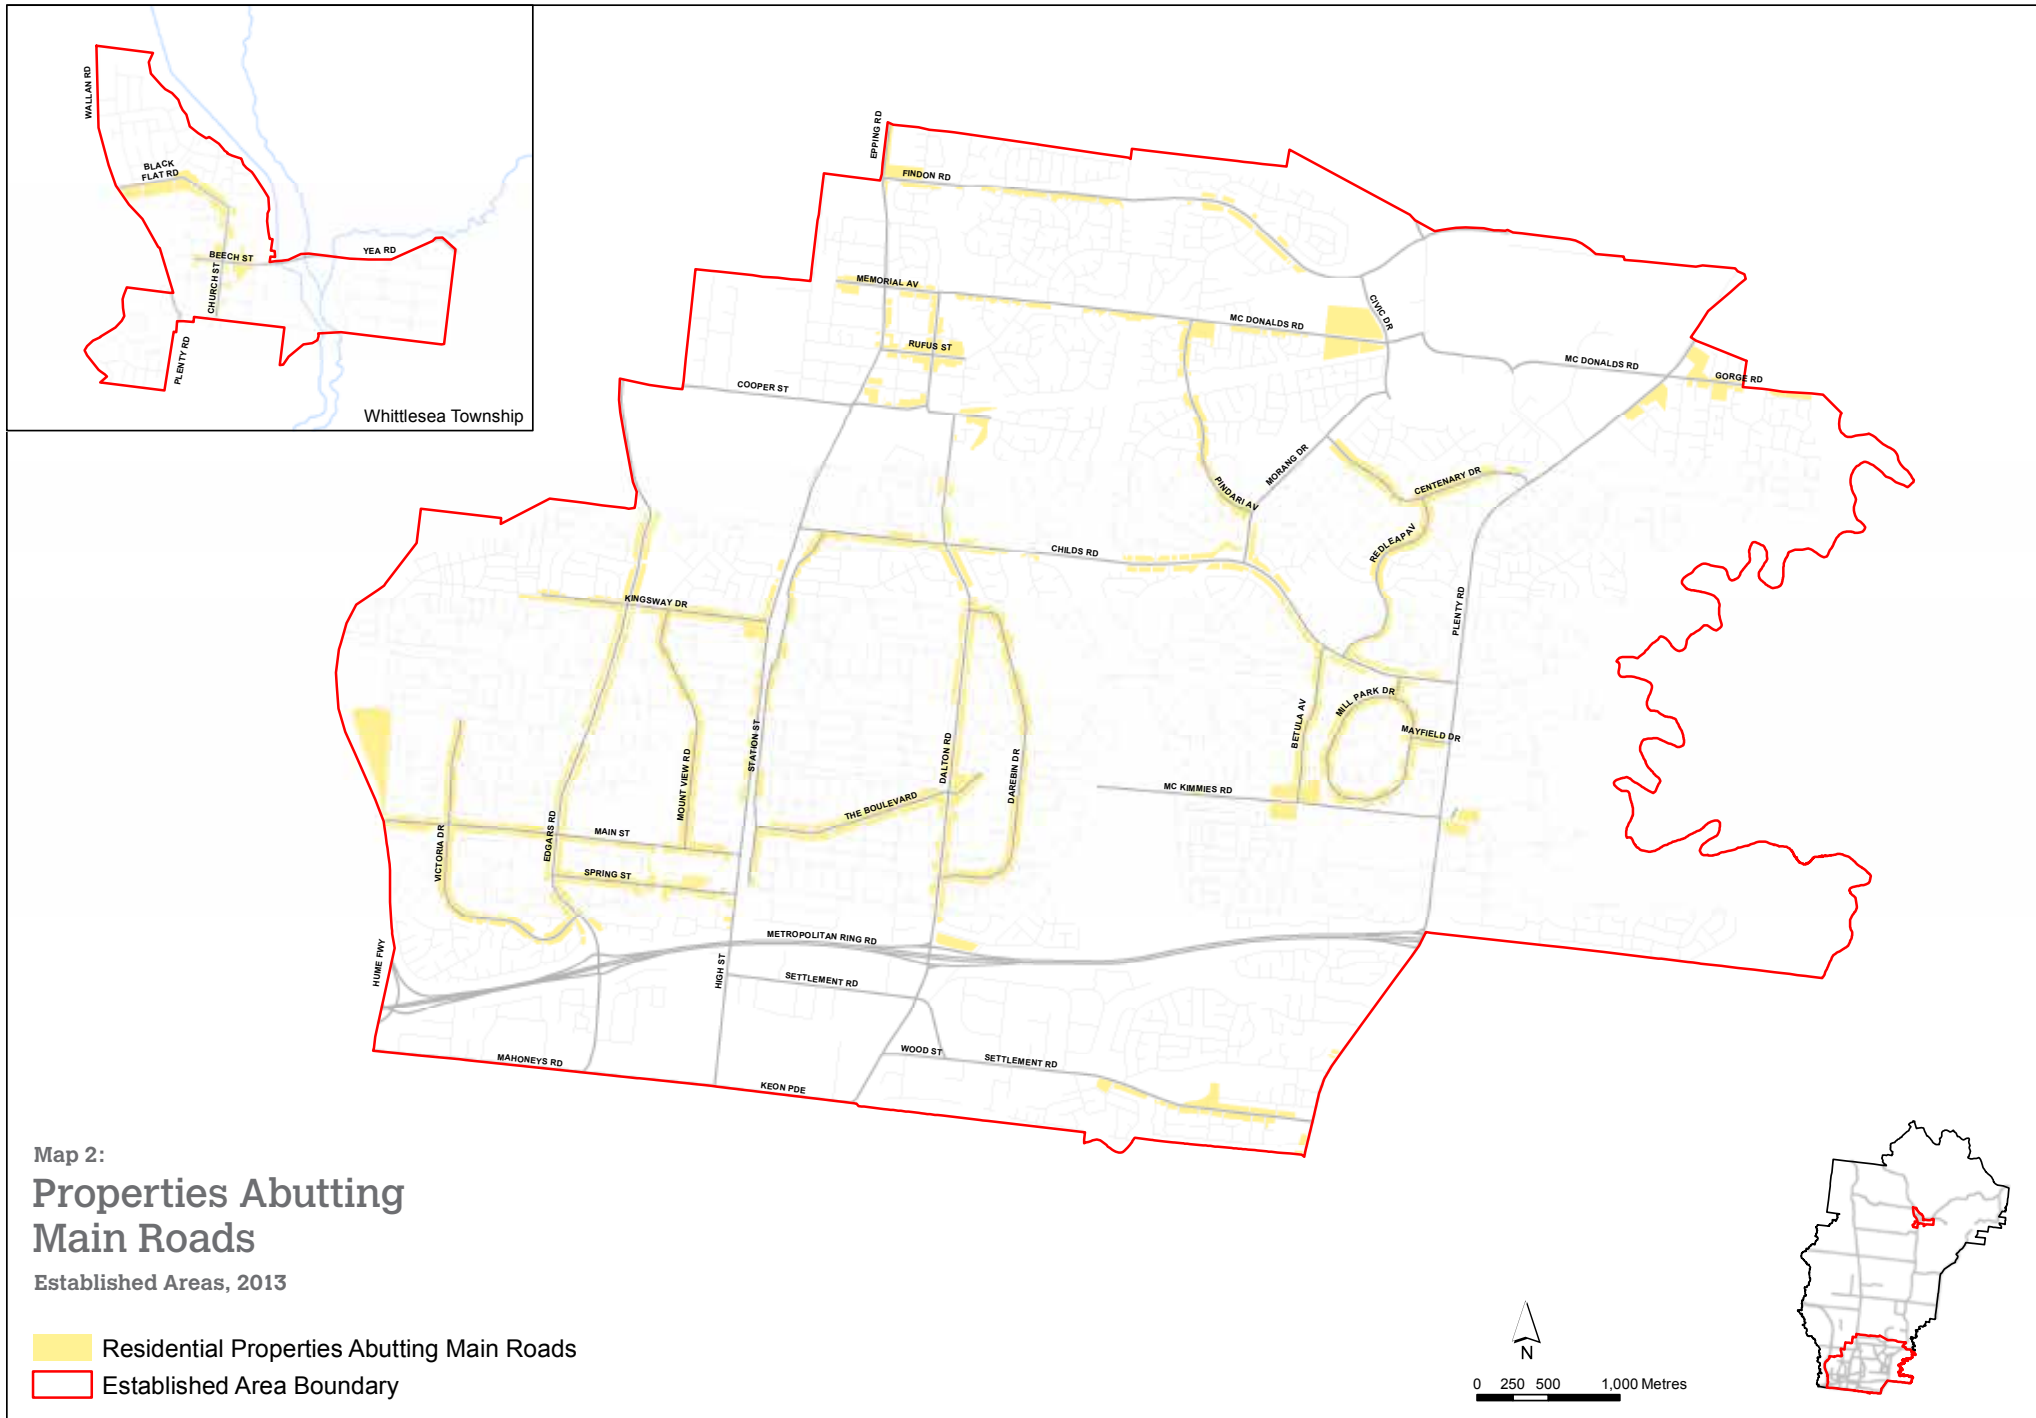 WALLAN RD
BLACK
FLAT RD
BEECH ST
YEA RD
CHURCH ST
PLENTY RD
Whittlesea Township
EPPING RD
FINDON RD
MEMORIAL AV
CIVIC DR
MC DONALDS RD
RUFUS ST
MC DONALDS RD
GORGE RD
COOPER ST
MORANG DR
PINDARI AV
CENTENARY DR
REDLEAP AV
CHILDS RD
KINGSWAY DR
PLENTY RD
MILL PARK DR
BETULA AV
MAYFIELD DR
STATION ST
MOUNT VIEW RD
DALTON RD
DAREBIN DR
MC KIMMIES RD
THE BOULEVARD
VICTORIA DR
EDGARS RD
MAIN ST
SPRING ST
HUME FWY
METROPOLITAN RING RD
HIGH ST
SETTLEMENT RD
MAHONEYS RD
WOOD ST
SETTLEMENT RD
KEON PDE
Map 2:
Properties Abutting
Main Roads
Established Areas, 2013
Residential Properties Abutting Main Roads
Established Area Boundary
N
0 250 500 1,000 Metres